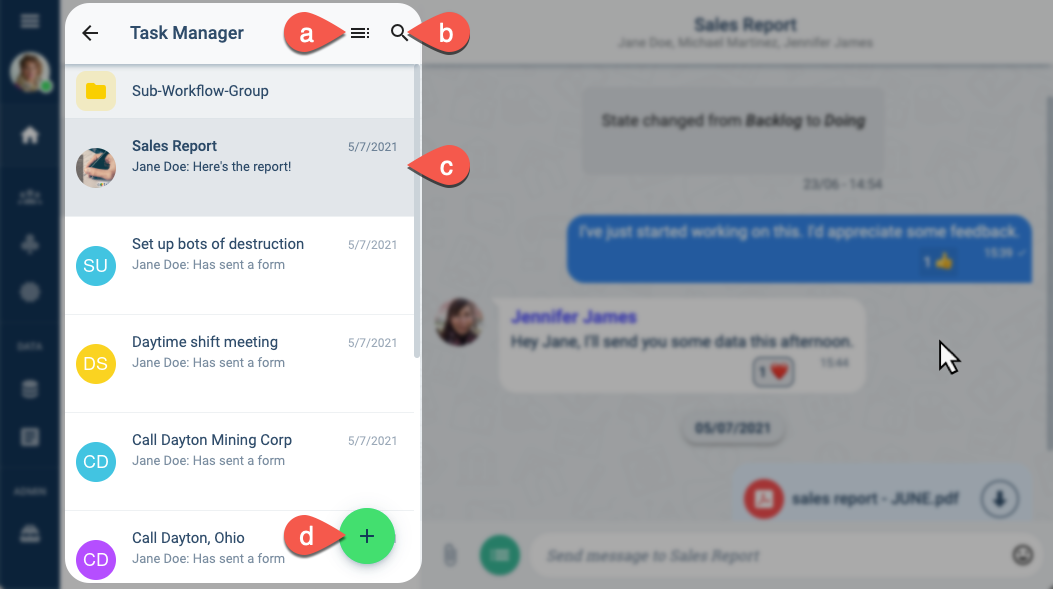 Task Manager
a
b
Sub-Workflow-Group
Sales Report
5/7/2021
Jane Doe: Here's the report!
c
Set up bots of destruction
5/7/2021
SU
Jane Doe: Has sent a form
Daytime shift meeting
5/7/2021
DS
Jane Doe: Has sent a form
Call Dayton Mining Corp
5/7/2021
CD
Jane Doe: Has sent a form
Call Dayton, Ohio
d
CD
Jane Doe: Has sent a form
DATA
ADMIN
Sales Report
Jane Doe, Michael Martinez, Jennifer James
State changed from Backlog to Doing
23/06 - 14:54
I've just started working on this. I'd appreciate some feedback.
1 👍
15:39 ✓
Jennifer James
Hey Jane, I'll send you some data this afternoon.
1 ❤️
15:44
05/07/2021
sales report - JUNE.pdf
Send message to Sales Report